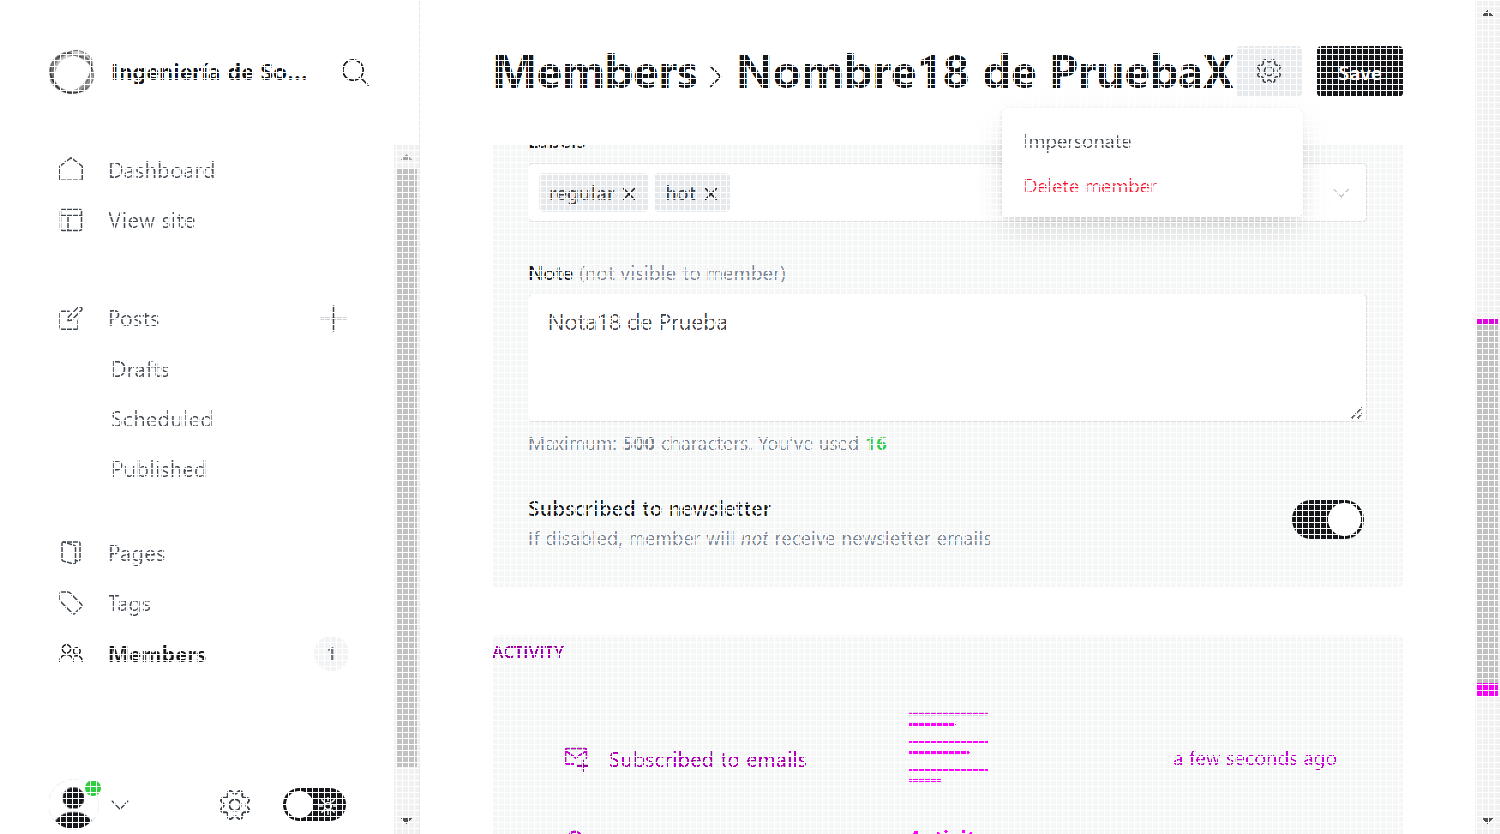 Ingeniería de So...
Members › Nombre18 de PruebaX
Save
Impersonate
Delete member
Dashboard
View site
Posts
Drafts
Scheduled
Published
Pages
Tags
Members 1
Labels
regular × hot ×
Note (not visible to member)
Nota18 de Prueba
Maximum: 500 characters. You've used 16
Subscribed to newsletter
If disabled, member will not receive newsletter emails
ACTIVITY
Subscribed to emails
a few seconds ago
Activity